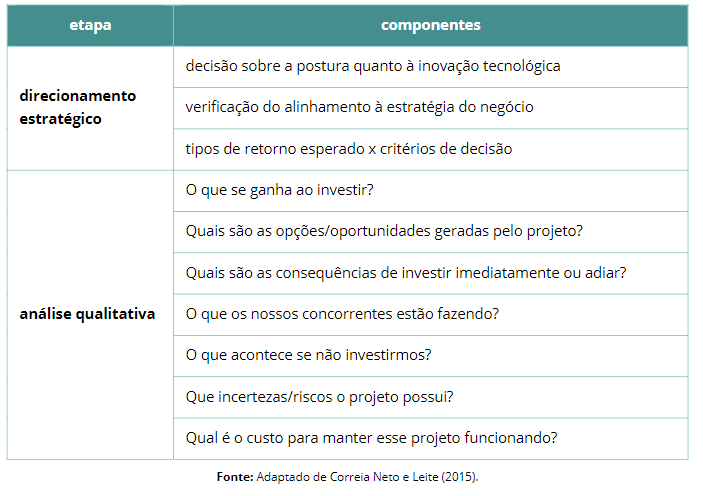 etapa
componentes
direcionamento
estratégico
decisão sobre a postura quanto à inovação tecnológica
verificação do alinhamento à estratégia do negócio
tipos de retorno esperado x critérios de decisão
análise qualitativa
O que se ganha ao investir?
Quais são as opções/oportunidades geradas pelo projeto?
Quais são as consequências de investir imediatamente ou adiar?
O que os nossos concorrentes estão fazendo?
O que acontece se não investirmos?
Que incertezas/riscos o projeto possui?
Qual é o custo para manter esse projeto funcionando?
Fonte: Adaptado de Correia Neto e Leite (2015).